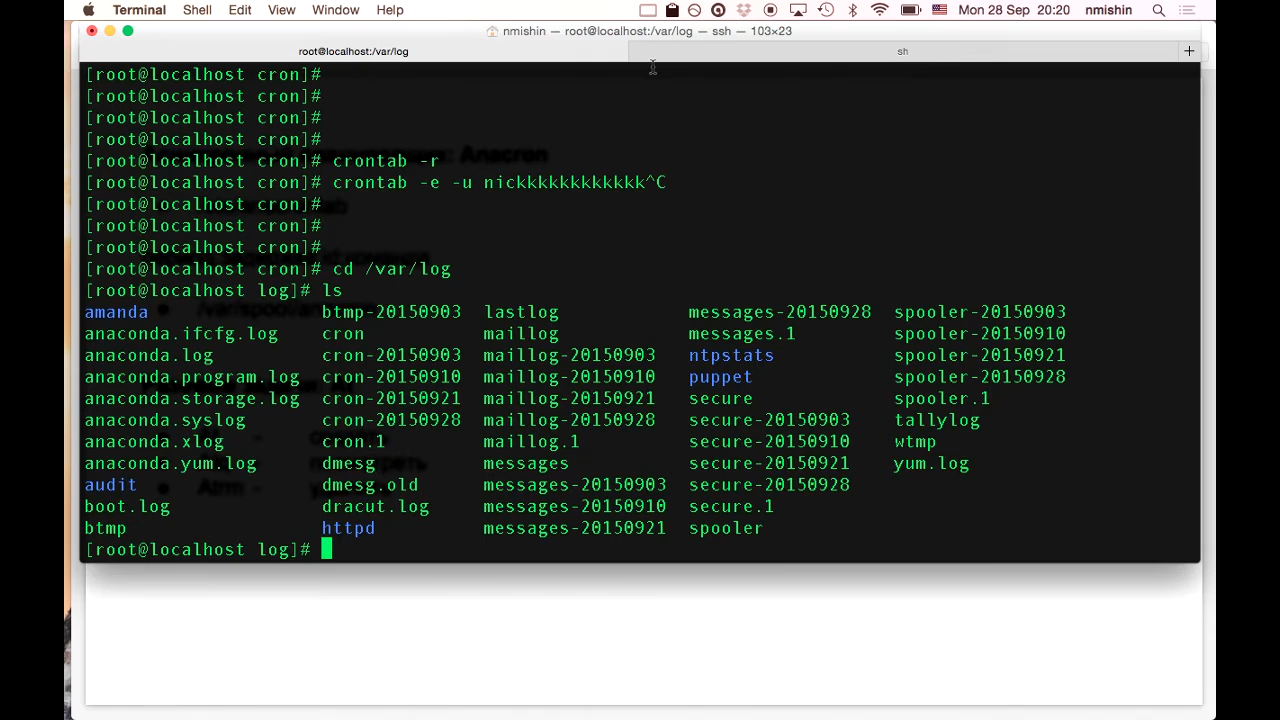 Terminal Shell Edit View Window Help Mon 28 Sep 20:20 nmishin
nmishin — root@localhost:/var/log — ssh — 103×23
root@localhost:/var/log sh +
[root@localhost cron]#
[root@localhost cron]#
[root@localhost cron]#
[root@localhost cron]#
[root@localhost cron]# crontab -r
[root@localhost cron]# crontab -e -u nickkkkkkkkkkkk^C
[root@localhost cron]#
[root@localhost cron]#
[root@localhost cron]#
[root@localhost cron]# cd /var/log
[root@localhost log]# ls
amanda btmp-20150903 lastlog messages-20150928 spooler-20150903
anaconda.ifcfg.log cron maillog messages.1 spooler-20150910
anaconda.log cron-20150903 maillog-20150903 ntpstats spooler-20150921
anaconda.program.log cron-20150910 maillog-20150910 puppet spooler-20150928
anaconda.storage.log cron-20150921 maillog-20150921 secure spooler.1
anaconda.syslog cron-20150928 maillog-20150928 secure-20150903 tallylog
anaconda.xlog cron.1 maillog.1 secure-20150910 wtmp
anaconda.yum.log dmesg messages secure-20150921 yum.log
audit dmesg.old messages-20150903 secure-20150928
boot.log dracut.log messages-20150910 secure.1
btmp httpd messages-20150921 spooler
[root@localhost log]#